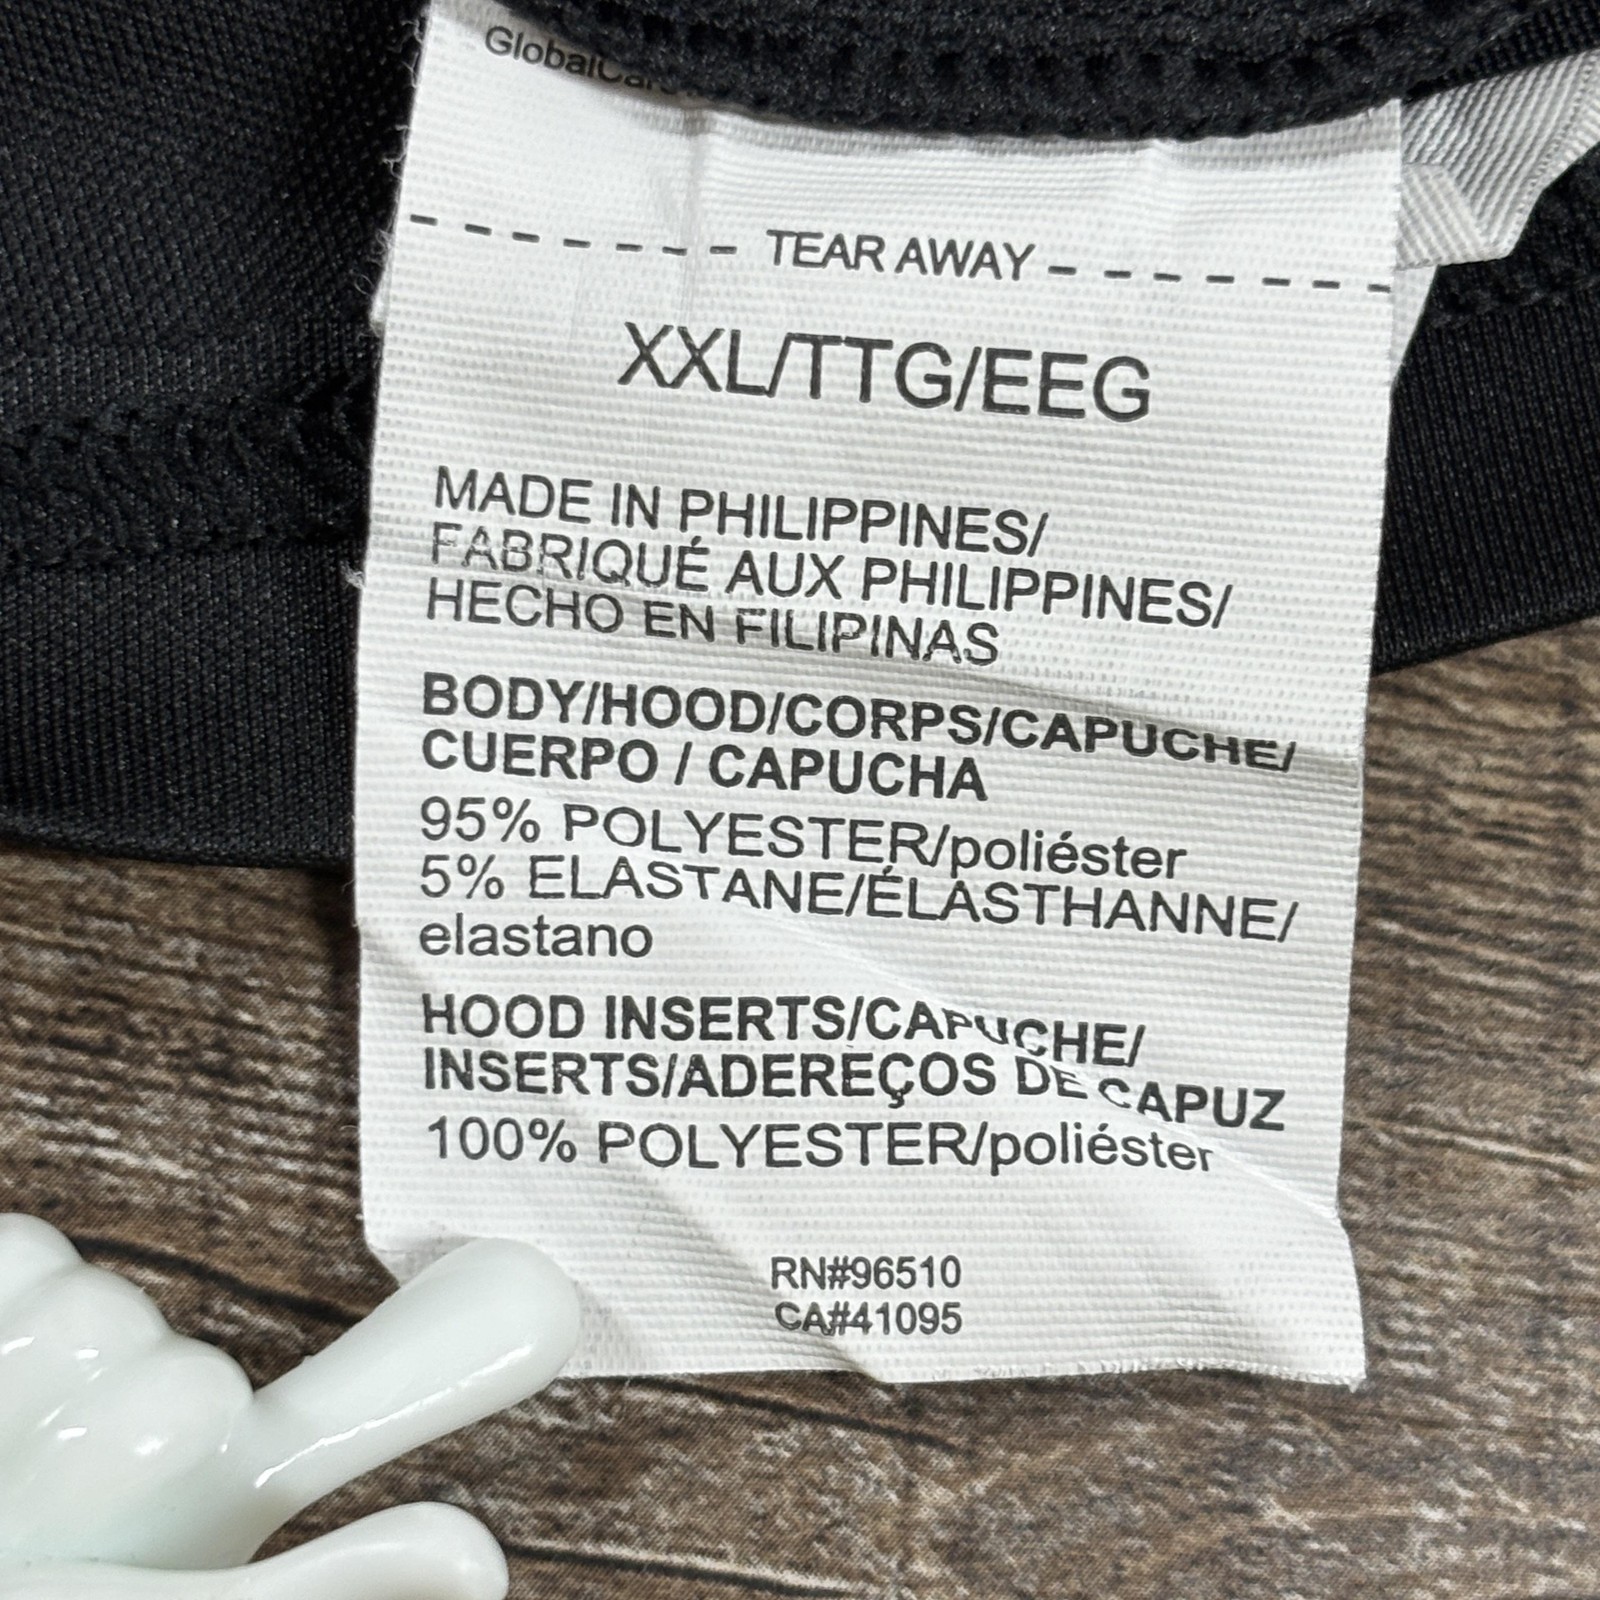 TEAR AWAY
XXL/TTG/EEG
MADE IN PHILIPPINES/
FABRIQUÉ AUX PHILIPPINES/
HECHO EN FILIPINAS
BODY/HOOD/CORPS/CAPUCHE/
CUERPO / CAPUCHA
95% POLYESTER/poliéster
5% ELASTANE/ÉLASTHANNE/
elastano
HOOD INSERTS/CAPUCHE/
INSERTS/ADEREÇOS DE CAPUZ
100% POLYESTER/poliéster
RN#96510
CA#41095